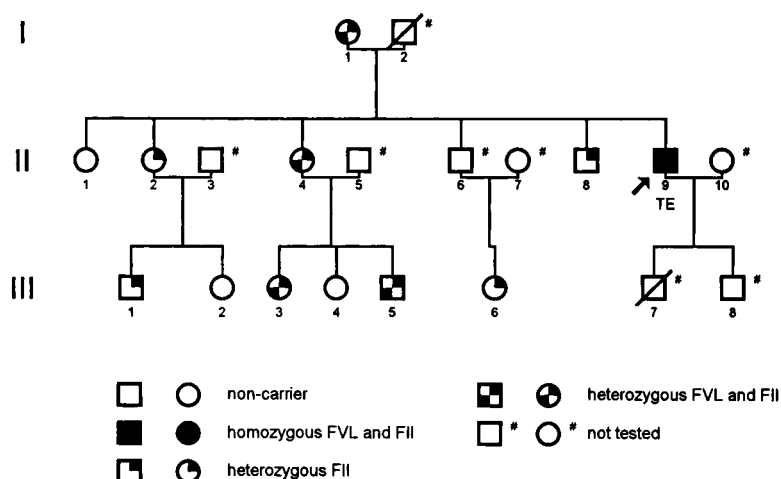 I
#
1 2
II
# # # # #
1 2 3 4 5 6 7 8 9 10
TE
III
# #
1 2 3 4 5 6 7 8
non-carrier
homozygous FVL and FII
heterozygous FII
heterozygous FVL and FII
# # not tested